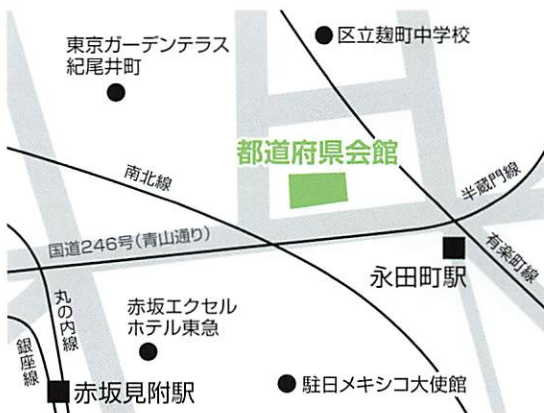 区立麹町中学校
東京ガーデンテラス
紀尾井町
都道府県会館
南北線
半蔵門線
国道246号(青山通り)
有楽町線
永田町駅
丸の内線
赤坂エクセル
ホテル東急
銀座線
赤坂見附駅
駐日メキシコ大使館